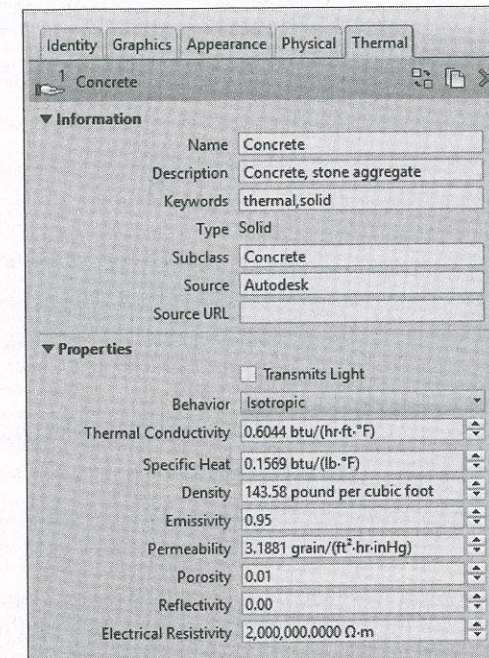 Identity Graphics Appearance Physical Thermal
1 Concrete
▼ Information
Name Concrete
Description Concrete, stone aggregate
Keywords thermal,solid
Type Solid
Subclass Concrete
Source Autodesk
Source URL
▼ Properties
Transmits Light
Behavior Isotropic
Thermal Conductivity 0.6044 btu/(hr·ft·°F)
Specific Heat 0.1569 btu/(lb·°F)
Density 143.58 pound per cubic foot
Emissivity 0.95
Permeability 3.1881 grain/(ft²·hr·inHg)
Porosity 0.01
Reflectivity 0.00
Electrical Resistivity 2,000,000.0000 Ω·m